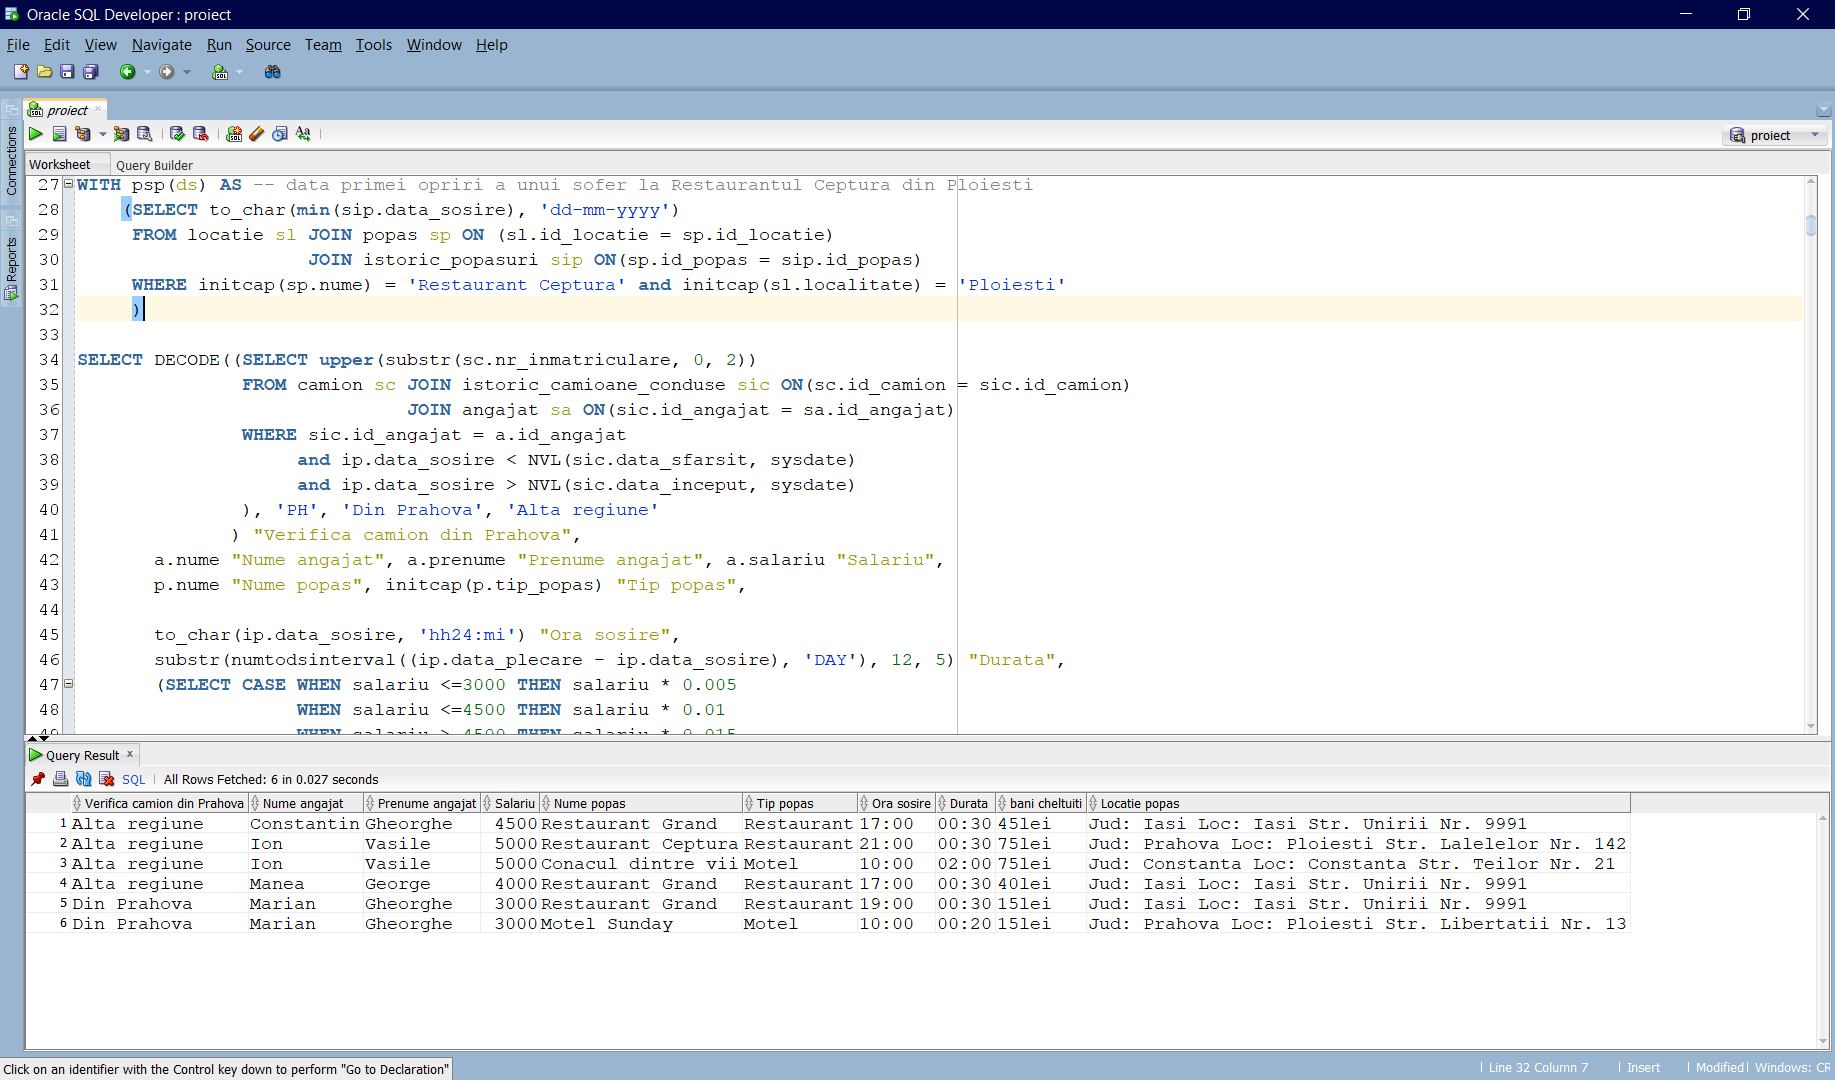 Oracle SQL Developer : proiect
File Edit View Navigate Run Source Team Tools Window Help
proiect
proiect
Connections
Reports
Worksheet Query Builder
27 WITH psp(ds) AS -- data primei opriri a unui sofer la Restaurantul Ceptura din Ploiesti
28 (SELECT to_char(min(sip.data_sosire), 'dd-mm-yyyy')
29 FROM locatie sl JOIN popas sp ON (sl.id_locatie = sp.id_locatie)
30 JOIN istoric_popasuri sip ON(sp.id_popas = sip.id_popas)
31 WHERE initcap(sp.nume) = 'Restaurant Ceptura' and initcap(sl.localitate) = 'Ploiesti'
32 )
33
34 SELECT DECODE((SELECT upper(substr(sc.nr_inmatriculare, 0, 2))
35 FROM camion sc JOIN istoric_camioane_conduse sic ON(sc.id_camion = sic.id_camion)
36 JOIN angajat sa ON(sic.id_angajat = sa.id_angajat)
37 WHERE sic.id_angajat = a.id_angajat
38 and ip.data_sosire < NVL(sic.data_sfarsit, sysdate)
39 and ip.data_sosire > NVL(sic.data_inceput, sysdate)
40 ), 'PH', 'Din Prahova', 'Alta regiune'
41 ) "Verifica camion din Prahova",
42 a.nume "Nume angajat", a.prenume "Prenume angajat", a.salariu "Salariu",
43 p.nume "Nume popas", initcap(p.tip_popas) "Tip popas",
44
45 to_char(ip.data_sosire, 'hh24:mi') "Ora sosire",
46 substr(numtodsinterval((ip.data_plecare - ip.data_sosire), 'DAY'), 12, 5) "Durata",
47 (SELECT CASE WHEN salariu <=3000 THEN salariu * 0.005
48 WHEN salariu <=4500 THEN salariu * 0.01
49 WHEN salariu > 4500 THEN salariu * 0.015
Query Result
SQL All Rows Fetched: 6 in 0.027 seconds
Verifica camion din Prahova Nume angajat Prenume angajat Salariu Nume popas Tip popas Ora sosire Durata bani cheltuiti Locatie popas
1 Alta regiune Constantin Gheorghe 4500 Restaurant Grand Restaurant 17:00 00:30 45lei Jud: Iasi Loc: Iasi Str. Unirii Nr. 9991
2 Alta regiune Ion Vasile 5000 Restaurant Ceptura Restaurant 21:00 00:30 75lei Jud: Prahova Loc: Ploiesti Str. Lalelelor Nr. 142
3 Alta regiune Ion Vasile 5000 Conacul dintre vii Motel 10:00 02:00 75lei Jud: Constanta Loc: Constanta Str. Teilor Nr. 21
4 Alta regiune Manea George 4000 Restaurant Grand Restaurant 17:00 00:30 40lei Jud: Iasi Loc: Iasi Str. Unirii Nr. 9991
5 Din Prahova Marian Gheorghe 3000 Restaurant Grand Restaurant 19:00 00:30 15lei Jud: Iasi Loc: Iasi Str. Unirii Nr. 9991
6 Din Prahova Marian Gheorghe 3000 Motel Sunday Motel 10:00 00:20 15lei Jud: Prahova Loc: Ploiesti Str. Libertatii Nr. 13
Click on an identifier with the Control key down to perform "Go to Declaration"
Line 32 Column 7 Insert Modified Windows: CR